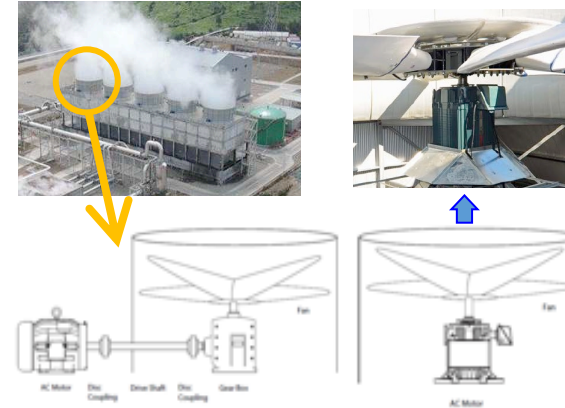 Fan
Fan
AC Motor
Disc
Coupling
Drive Shaft
Disc
Coupling
Gear Box
AC Motor